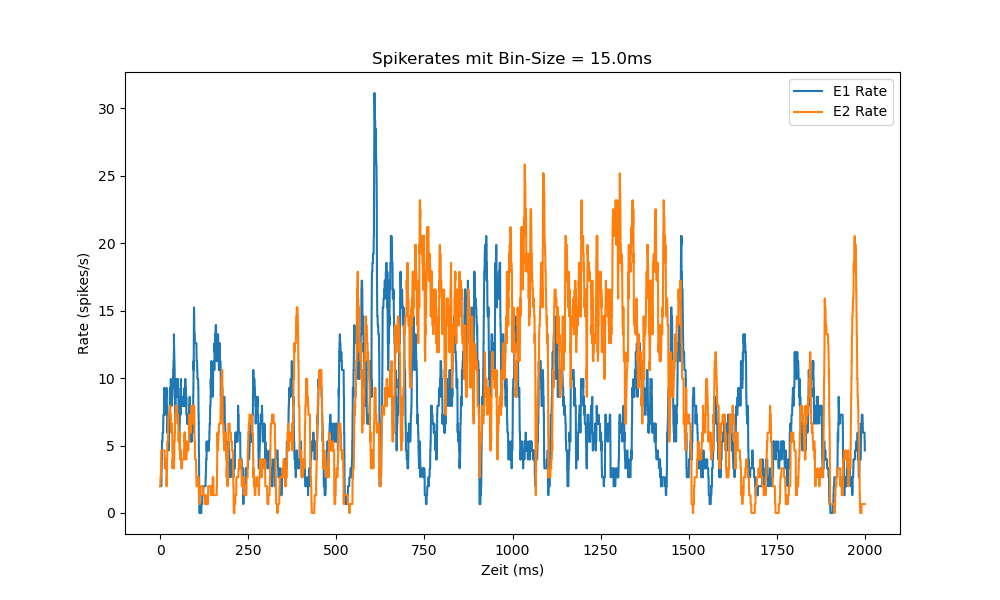 Spikerates mit Bin-Size = 15.0ms
E1 Rate
E2 Rate
30
25
20
15
10
5
0
Rate (spikes/s)
0 250 500 750 1000 1250 1500 1750 2000
Zeit (ms)